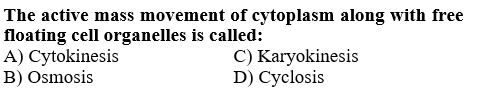 The active mass movement of cytoplasm along with free
floating cell organelles is called:
A) Cytokinesis C) Karyokinesis
B) Osmosis D) Cyclosis